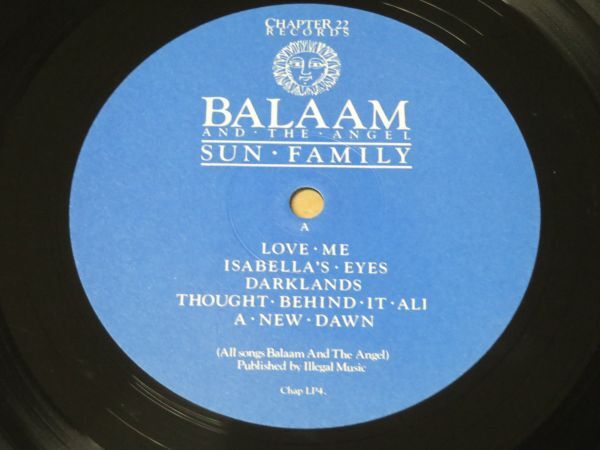 CHAPTER 22
RECORDS
BALAAM
AND · THE · ANGEL
SUN · FAMILY
A
LOVE · ME
ISABELLA'S · EYES
DARKLANDS
THOUGHT · BEHIND · IT · ALL
A · NEW · DAWN
(All songs Balaam And The Angel)
Published by Illegal Music
Chap LP4.